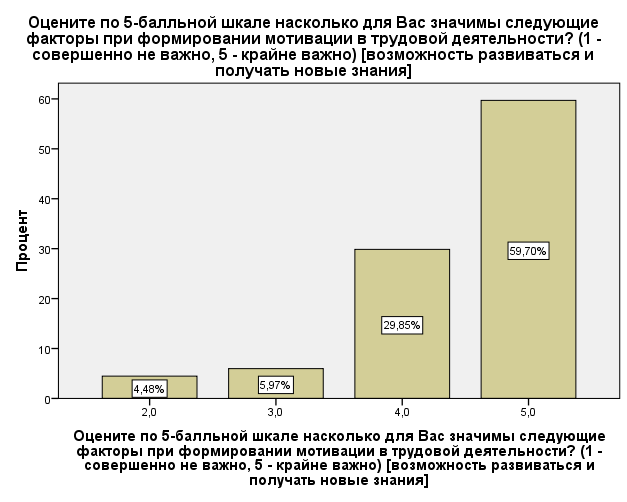 Оцените по 5-балльной шкале насколько для Вас значимы следующие
факторы при формировании мотивации в трудовой деятельности? (1 -
совершенно не важно, 5 - крайне важно) [возможность развиваться и
получать новые знания]
Процент
60
50
40
30
20
10
0
4,48%
5,97%
29,85%
59,70%
2,0
3,0
4,0
5,0
Оцените по 5-балльной шкале насколько для Вас значимы следующие
факторы при формировании мотивации в трудовой деятельности? (1 -
совершенно не важно, 5 - крайне важно) [возможность развиваться и
получать новые знания]